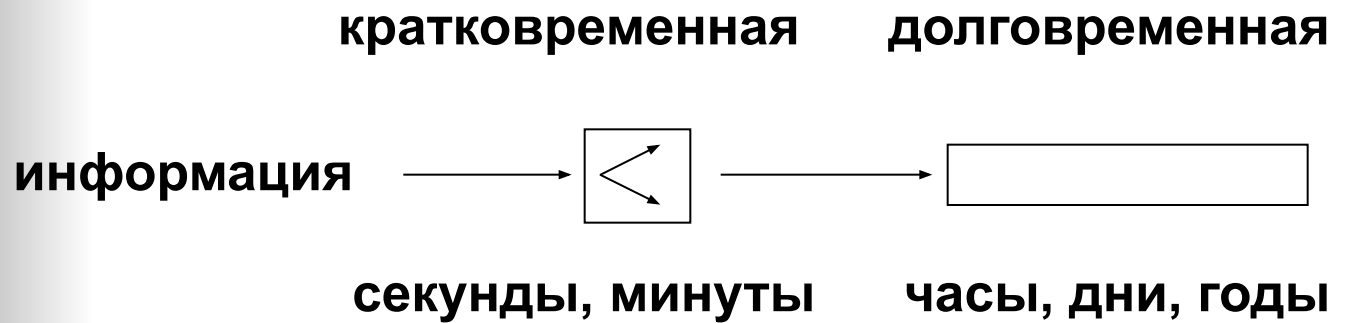 кратковременная долговременная
информация
секунды, минуты часы, дни, годы